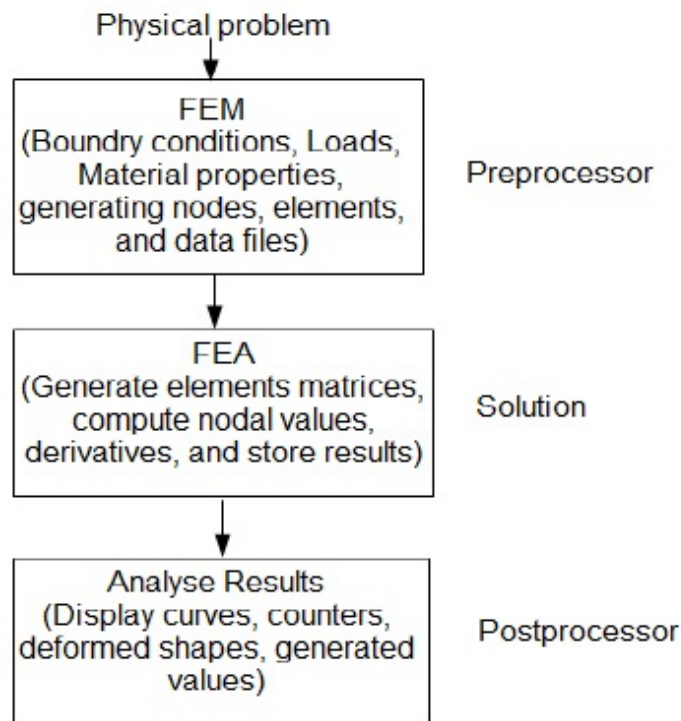 Physical problem
FEM
(Boundry conditions, Loads,
Material properties,
generating nodes, elements,
and data files)
Preprocessor
FEA
(Generate elements matrices,
compute nodal values,
derivatives, and store results)
Solution
Analyse Results
(Display curves, counters,
deformed shapes, generated
values)
Postprocessor